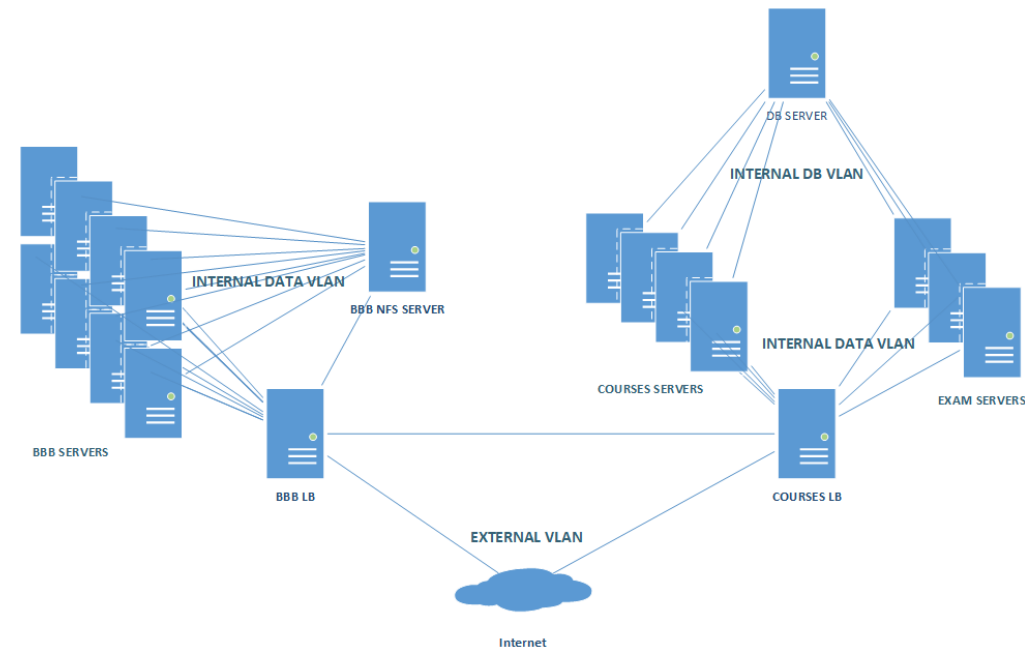 DB SERVER
INTERNAL DB VLAN
INTERNAL DATA VLAN
BBB NFS SERVER
INTERNAL DATA VLAN
COURSES SERVERS
EXAM SERVERS
BBB SERVERS
BBB LB
COURSES LB
EXTERNAL VLAN
Internet